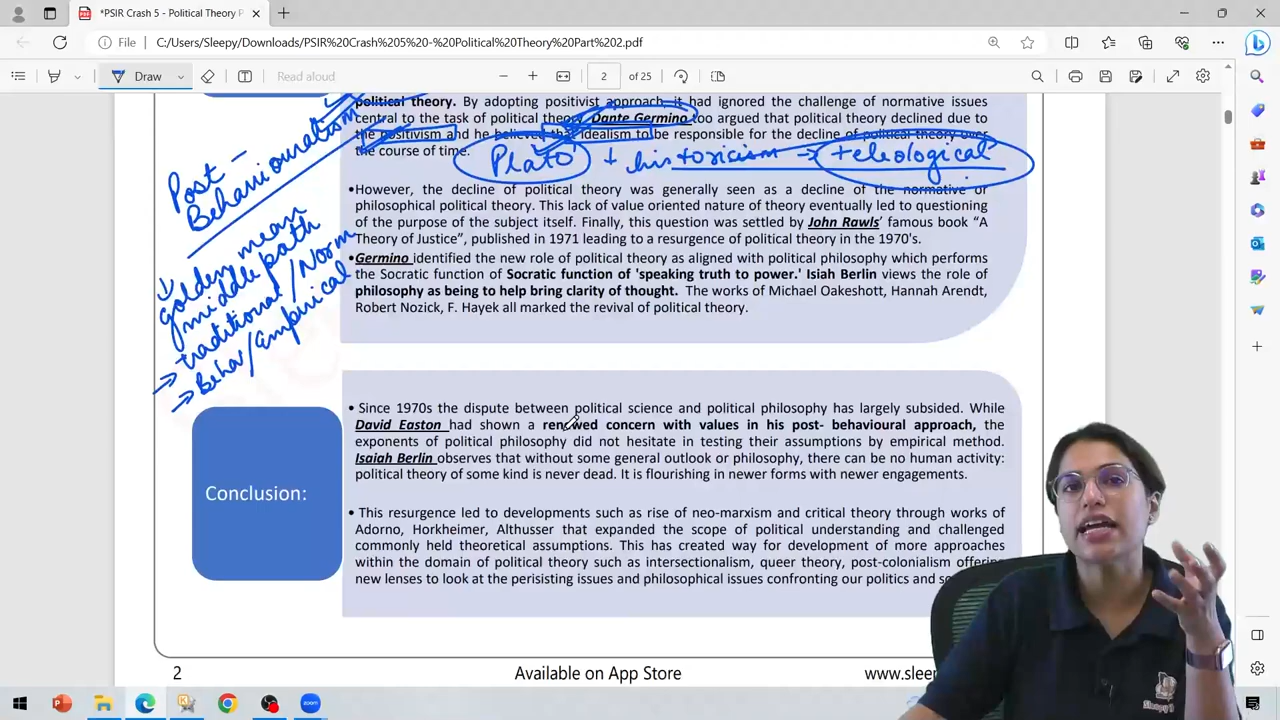 *PSIR Crash 5 - Political Theory P
File
C:/Users/Sleepy/Downloads/PSIR%20Crash%205%20-%20Political%20Theory%20Part%202.pdf
Draw
Read aloud
2
of 25
political theory. By adopting positivist approach, it had ignored the challenge of normative issues
central to the task of political theory. Dante Germino too argued that political theory declined due to
the positivism and he believed that idealism to be responsible for the decline of political theory over
the course of time.
Plato + historicism → teleological
Post -
Behaviouralism
golden mean
middle path
→ traditional/Norm
→ Behav/empirical
•However, the decline of political theory was generally seen as a decline of the normative or
philosophical political theory. This lack of value oriented nature of theory eventually led to questioning
of the purpose of the subject itself. Finally, this question was settled by John Rawls' famous book “A
Theory of Justice”, published in 1971 leading to a resurgence of political theory in the 1970's.
•Germino identified the new role of political theory as aligned with political philosophy which performs
the Socratic function of Socratic function of 'speaking truth to power.' Isiah Berlin views the role of
philosophy as being to help bring clarity of thought. The works of Michael Oakeshott, Hannah Arendt,
Robert Nozick, F. Hayek all marked the revival of political theory.
Conclusion:
• Since 1970s the dispute between political science and political philosophy has largely subsided. While
David Easton had shown a renewed concern with values in his post- behavioural approach, the
exponents of political philosophy did not hesitate in testing their assumptions by empirical method.
Isaiah Berlin observes that without some general outlook or philosophy, there can be no human activity:
political theory of some kind is never dead. It is flourishing in newer forms with newer engagements.
• This resurgence led to developments such as rise of neo-marxism and critical theory through works of
Adorno, Horkheimer, Althusser that expanded the scope of political understanding and challenged
commonly held theoretical assumptions. This has created way for development of more approaches
within the domain of political theory such as intersectionalism, queer theory, post-colonialism offering
new lenses to look at the perisisting issues and philosophical issues confronting our politics and so
2
Available on App Store
www.sleep